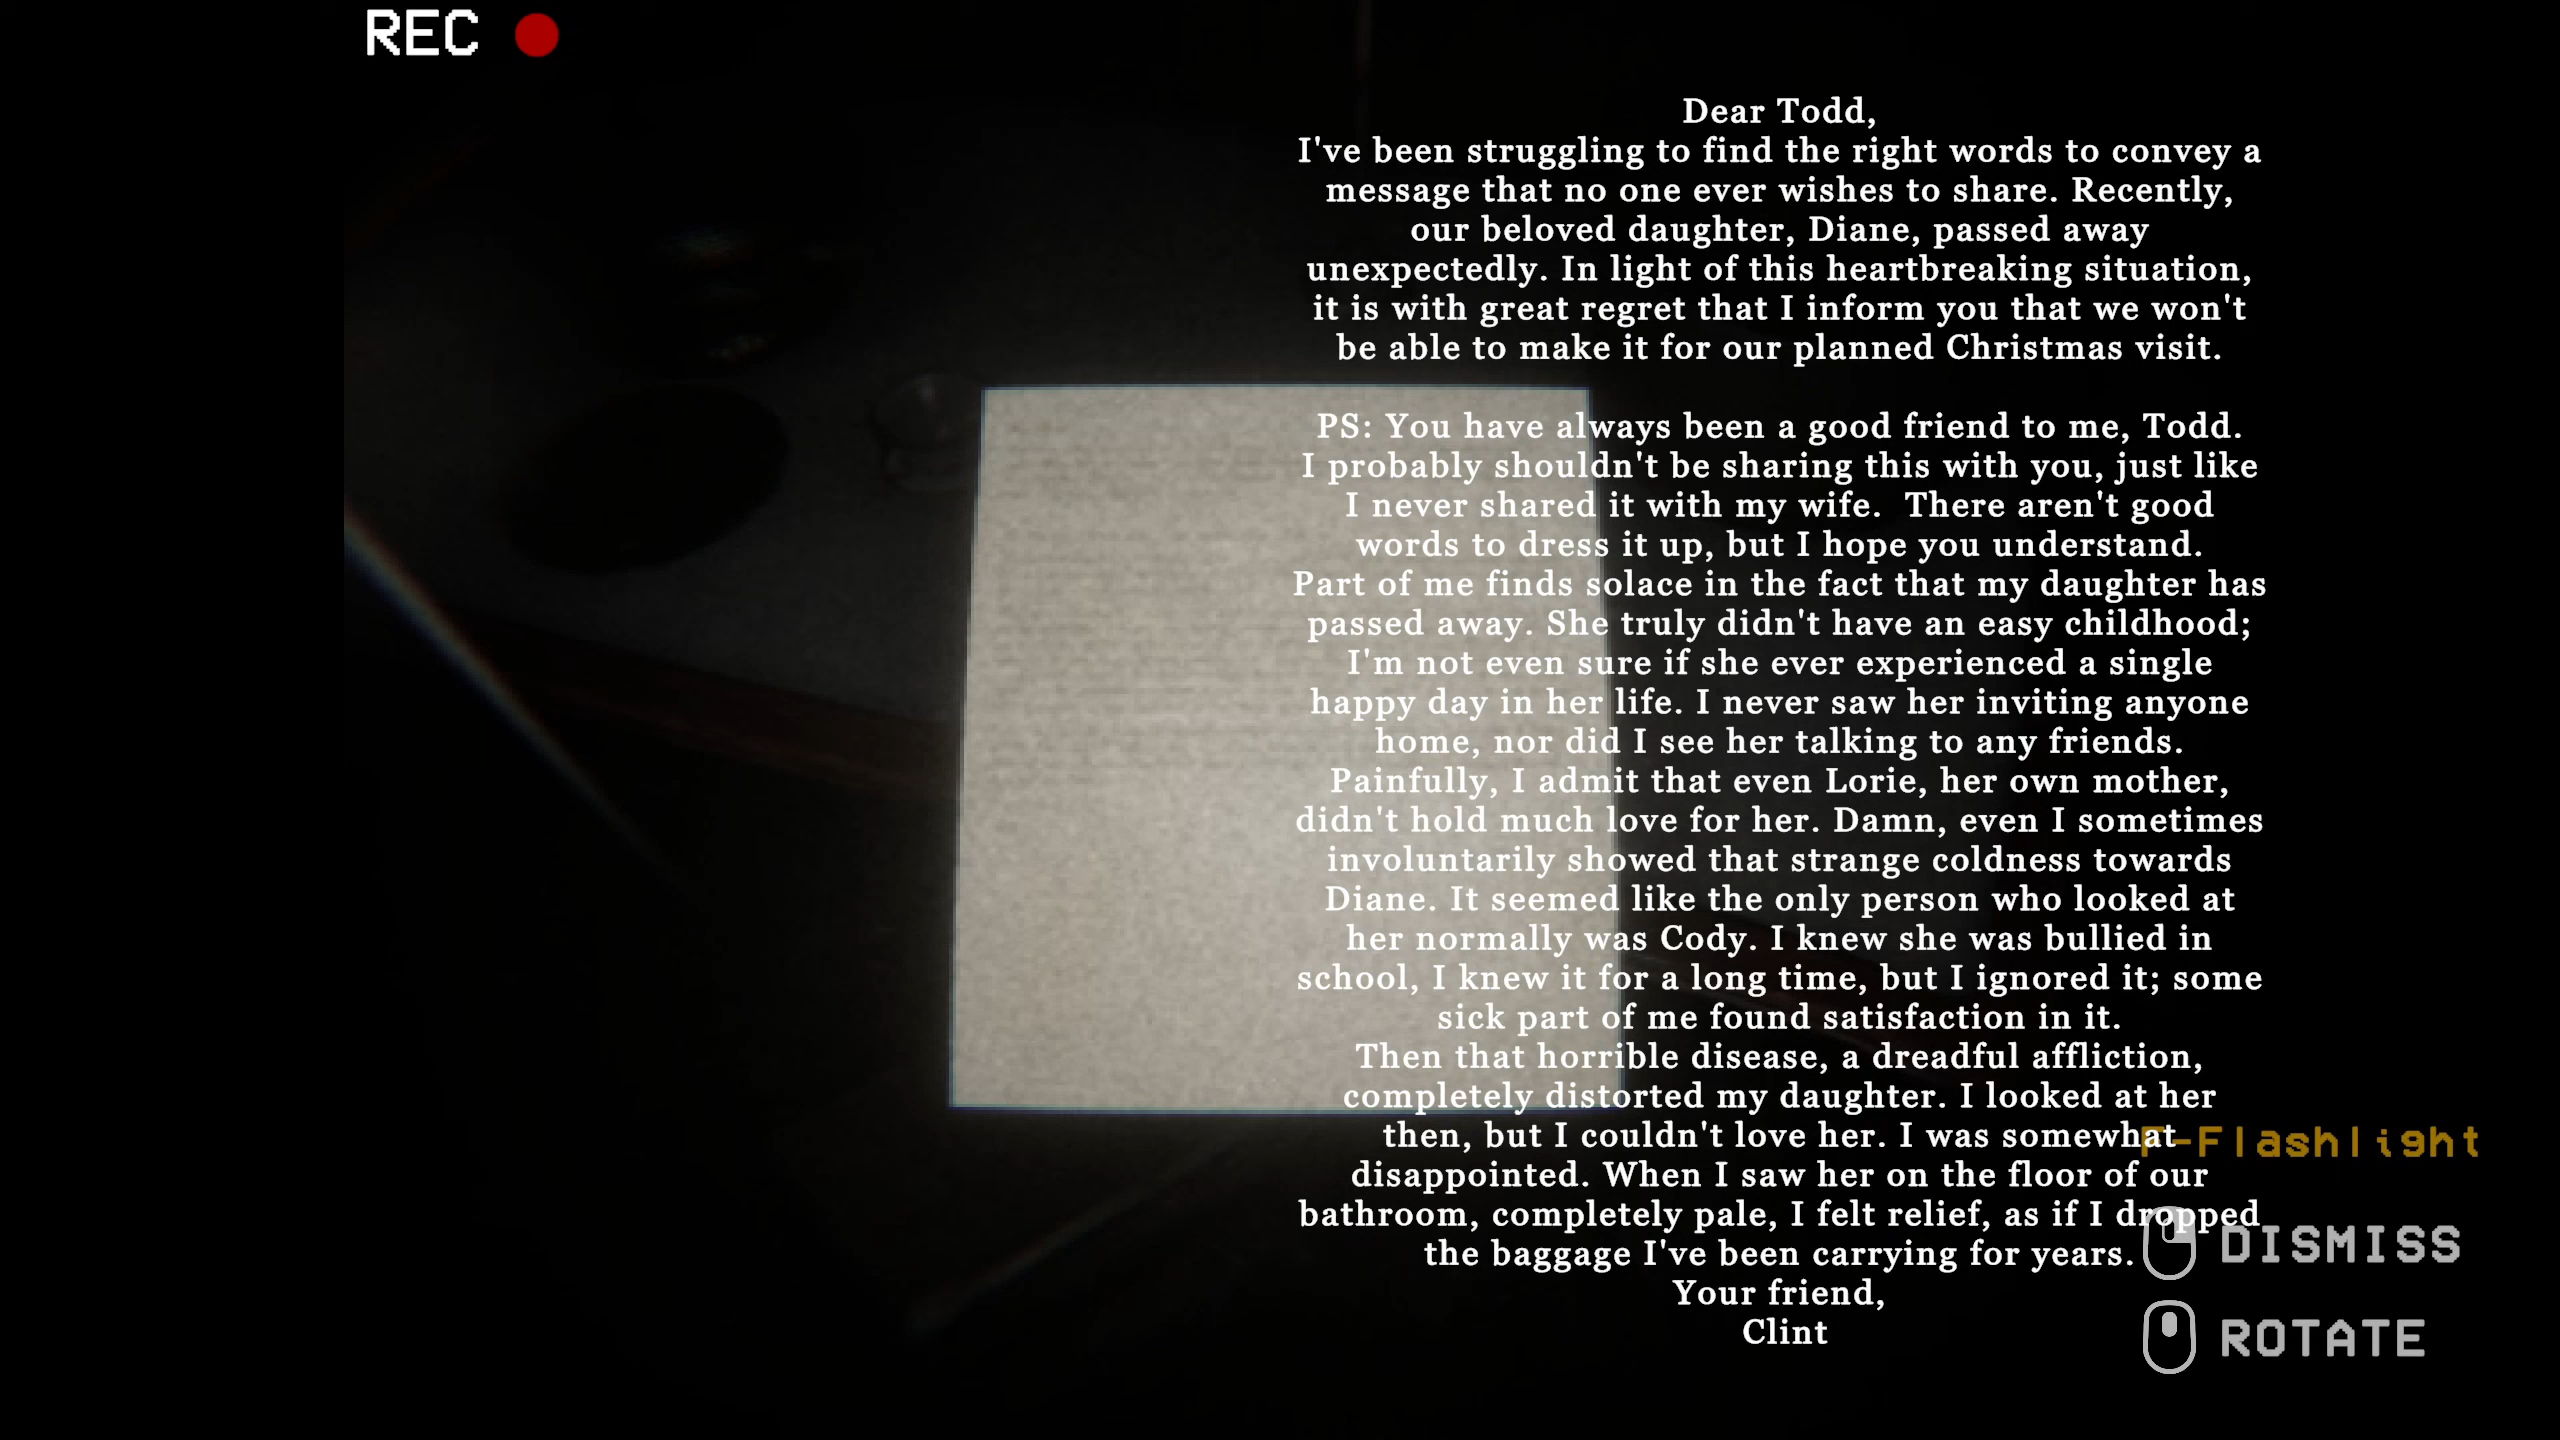 REC
Dear Todd,
I've been struggling to find the right words to convey a
message that no one ever wishes to share. Recently,
our beloved daughter, Diane, passed away
unexpectedly. In light of this heartbreaking situation,
it is with great regret that I inform you that we won't
be able to make it for our planned Christmas visit.
PS: You have always been a good friend to me, Todd.
I probably shouldn't be sharing this with you, just like
I never shared it with my wife.  There aren't good
words to dress it up, but I hope you understand.
Part of me finds solace in the fact that my daughter has
passed away. She truly didn't have an easy childhood;
I'm not even sure if she ever experienced a single
happy day in her life. I never saw her inviting anyone
home, nor did I see her talking to any friends.
Painfully, I admit that even Lorie, her own mother,
didn't hold much love for her. Damn, even I sometimes
involuntarily showed that strange coldness towards
Diane. It seemed like the only person who looked at
her normally was Cody. I knew she was bullied in
school, I knew it for a long time, but I ignored it; some
sick part of me found satisfaction in it.
Then that horrible disease, a dreadful affliction,
completely distorted my daughter. I looked at her
then, but I couldn't love her. I was somewhat
disappointed. When I saw her on the floor of our
bathroom, completely pale, I felt relief, as if I dropped
the baggage I've been carrying for years.
Your friend,
Clint
F-Flashlight
DISMISS
ROTATE